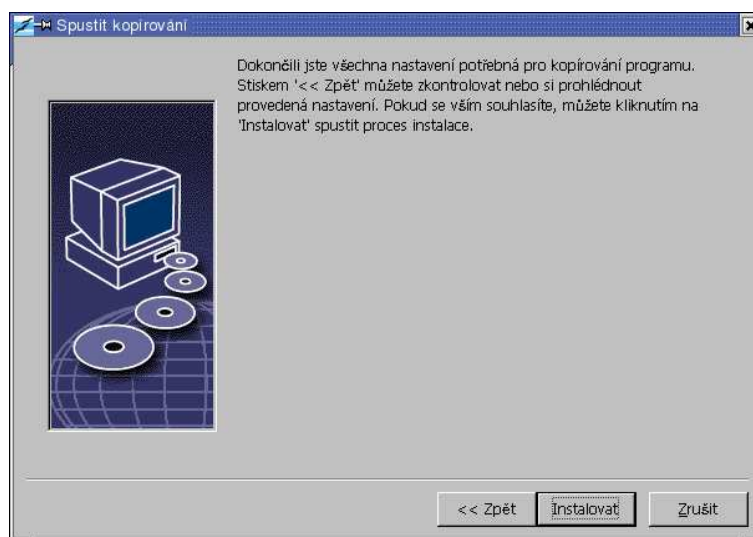 Spustit kopírování
Dokončili jste všechna nastavení potřebná pro kopírování programu.
Stiskem '<< Zpět' můžete zkontrolovat nebo si prohlédnout
provedená nastavení. Pokud se vším souhlasíte, můžete kliknutím na
'Instalovat' spustit proces instalace.
<< Zpět Instalovat Zrušit